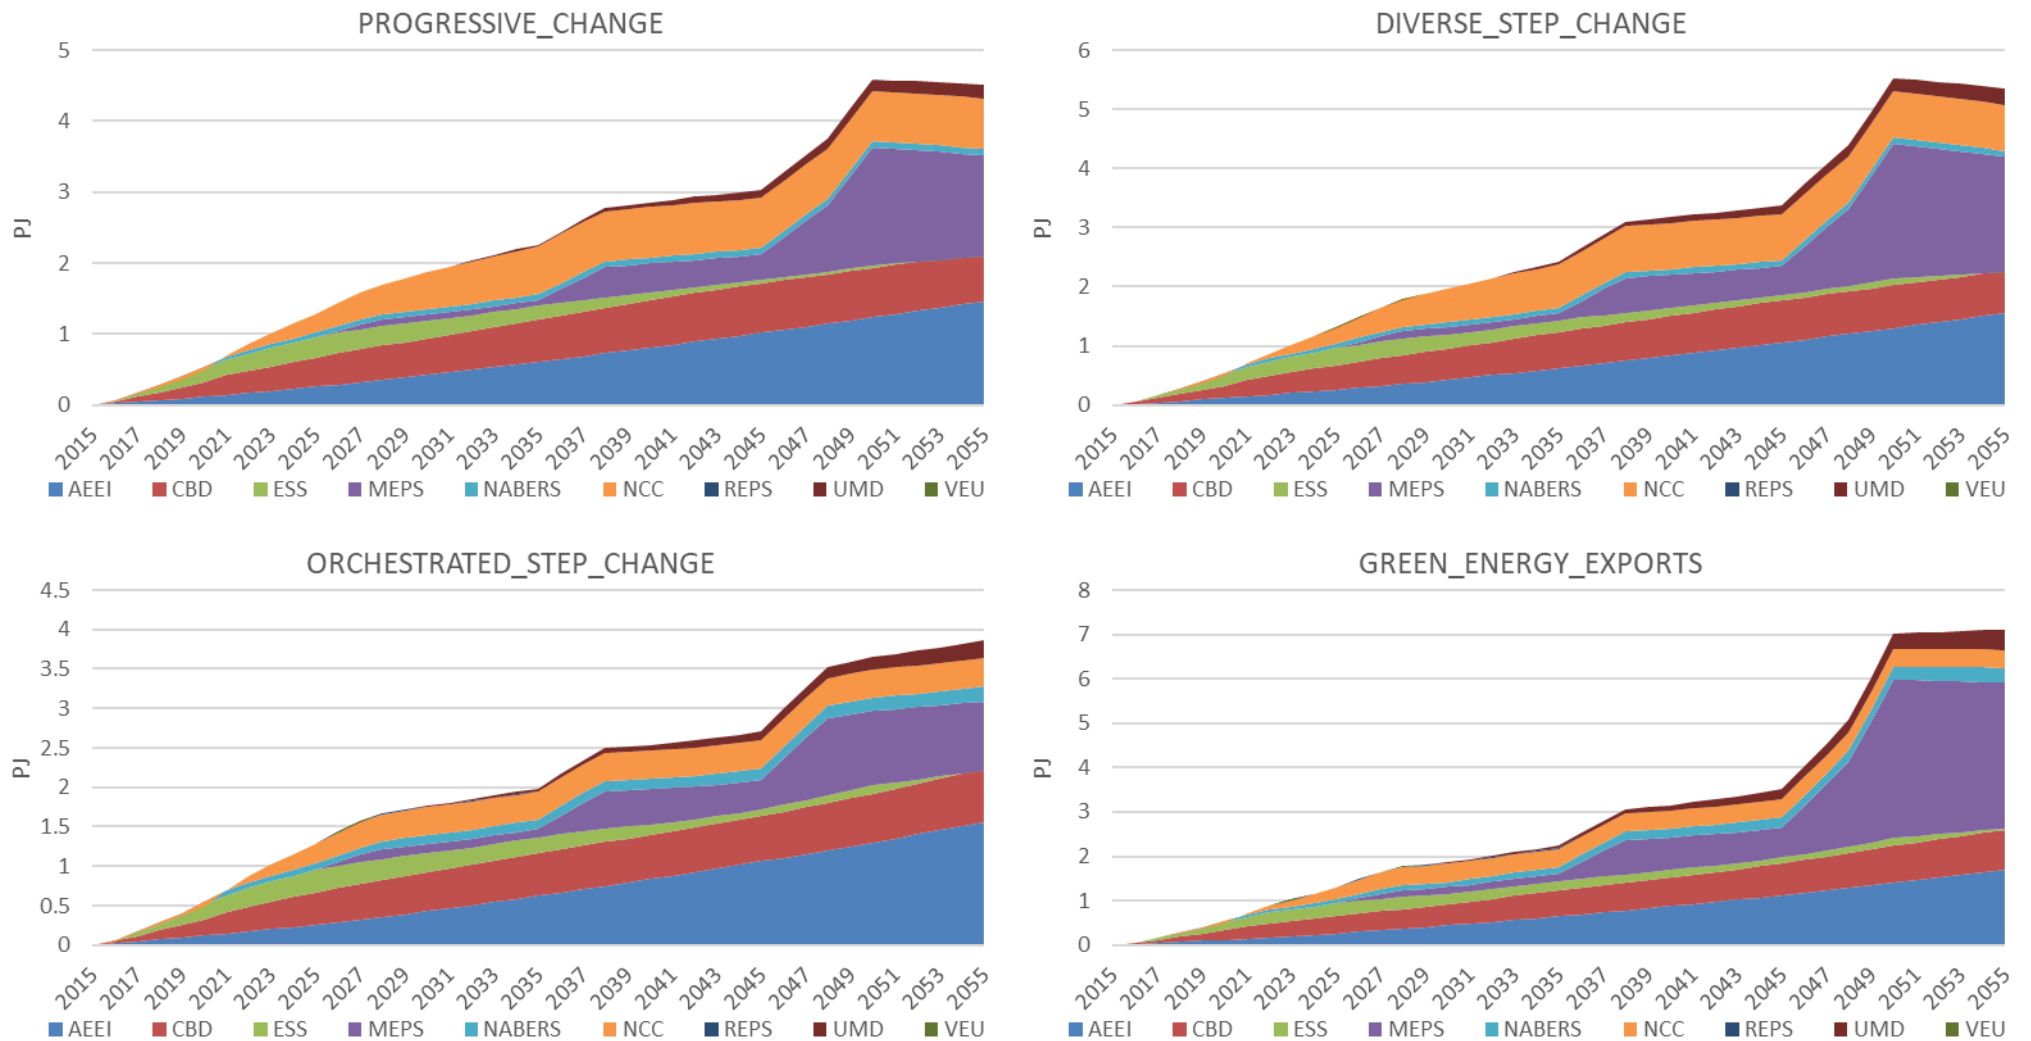 PROGRESSIVE_CHANGE
5
4
3
2
1
0
PJ
2015 2017 2019 2021 2023 2025 2027 2029 2031 2033 2035 2037 2039 2041 2043 2045 2047 2049 2051 2053 2055
AEEI CBD ESS MEPS NABERS NCC REPS UMD VEU
DIVERSE_STEP_CHANGE
6
5
4
3
2
1
0
PJ
2015 2017 2019 2021 2023 2025 2027 2029 2031 2033 2035 2037 2039 2041 2043 2045 2047 2049 2051 2053 2055
AEEI CBD ESS MEPS NABERS NCC REPS UMD VEU
ORCHESTRATED_STEP_CHANGE
4.5
4
3.5
3
2.5
2
1.5
1
0.5
0
PJ
2015 2017 2019 2021 2023 2025 2027 2029 2031 2033 2035 2037 2039 2041 2043 2045 2047 2049 2051 2053 2055
AEEI CBD ESS MEPS NABERS NCC REPS UMD VEU
GREEN_ENERGY_EXPORTS
8
7
6
5
4
3
2
1
0
PJ
2015 2017 2019 2021 2023 2025 2027 2029 2031 2033 2035 2037 2039 2041 2043 2045 2047 2049 2051 2053 2055
AEEI CBD ESS MEPS NABERS NCC REPS UMD VEU